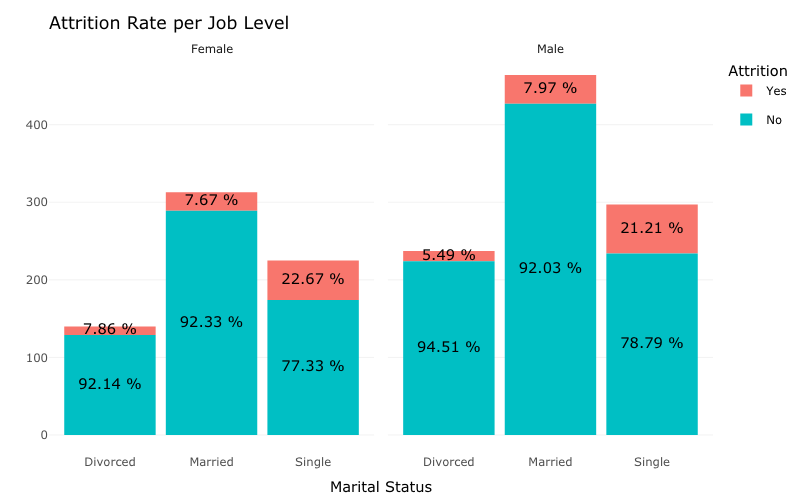 Attrition Rate per Job Level
Female
Male
Attrition
Yes
No
400
300
200
100
0
7.86 %
92.14 %
7.67 %
92.33 %
22.67 %
77.33 %
5.49 %
94.51 %
7.97 %
92.03 %
21.21 %
78.79 %
Divorced
Married
Single
Divorced
Married
Single
Marital Status